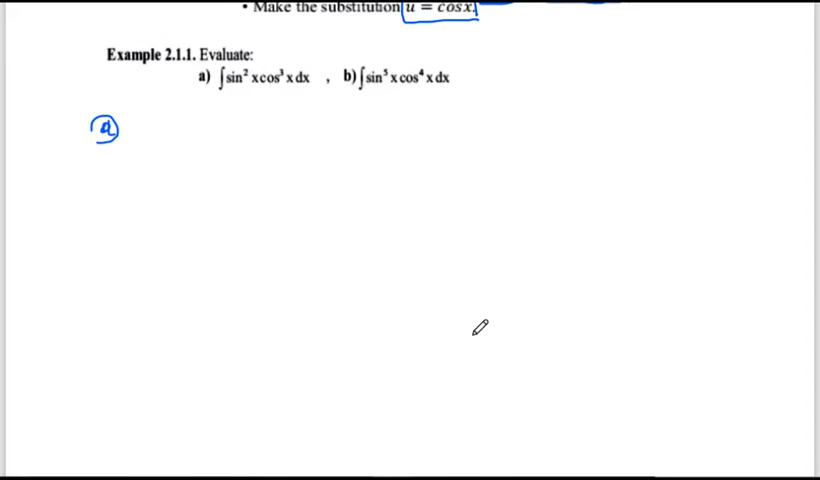 • Make the substitution u = cosx.
Example 2.1.1. Evaluate:
a) ∫sin² x cos³ x dx , b) ∫sin⁵ x cos⁴ x dx
a